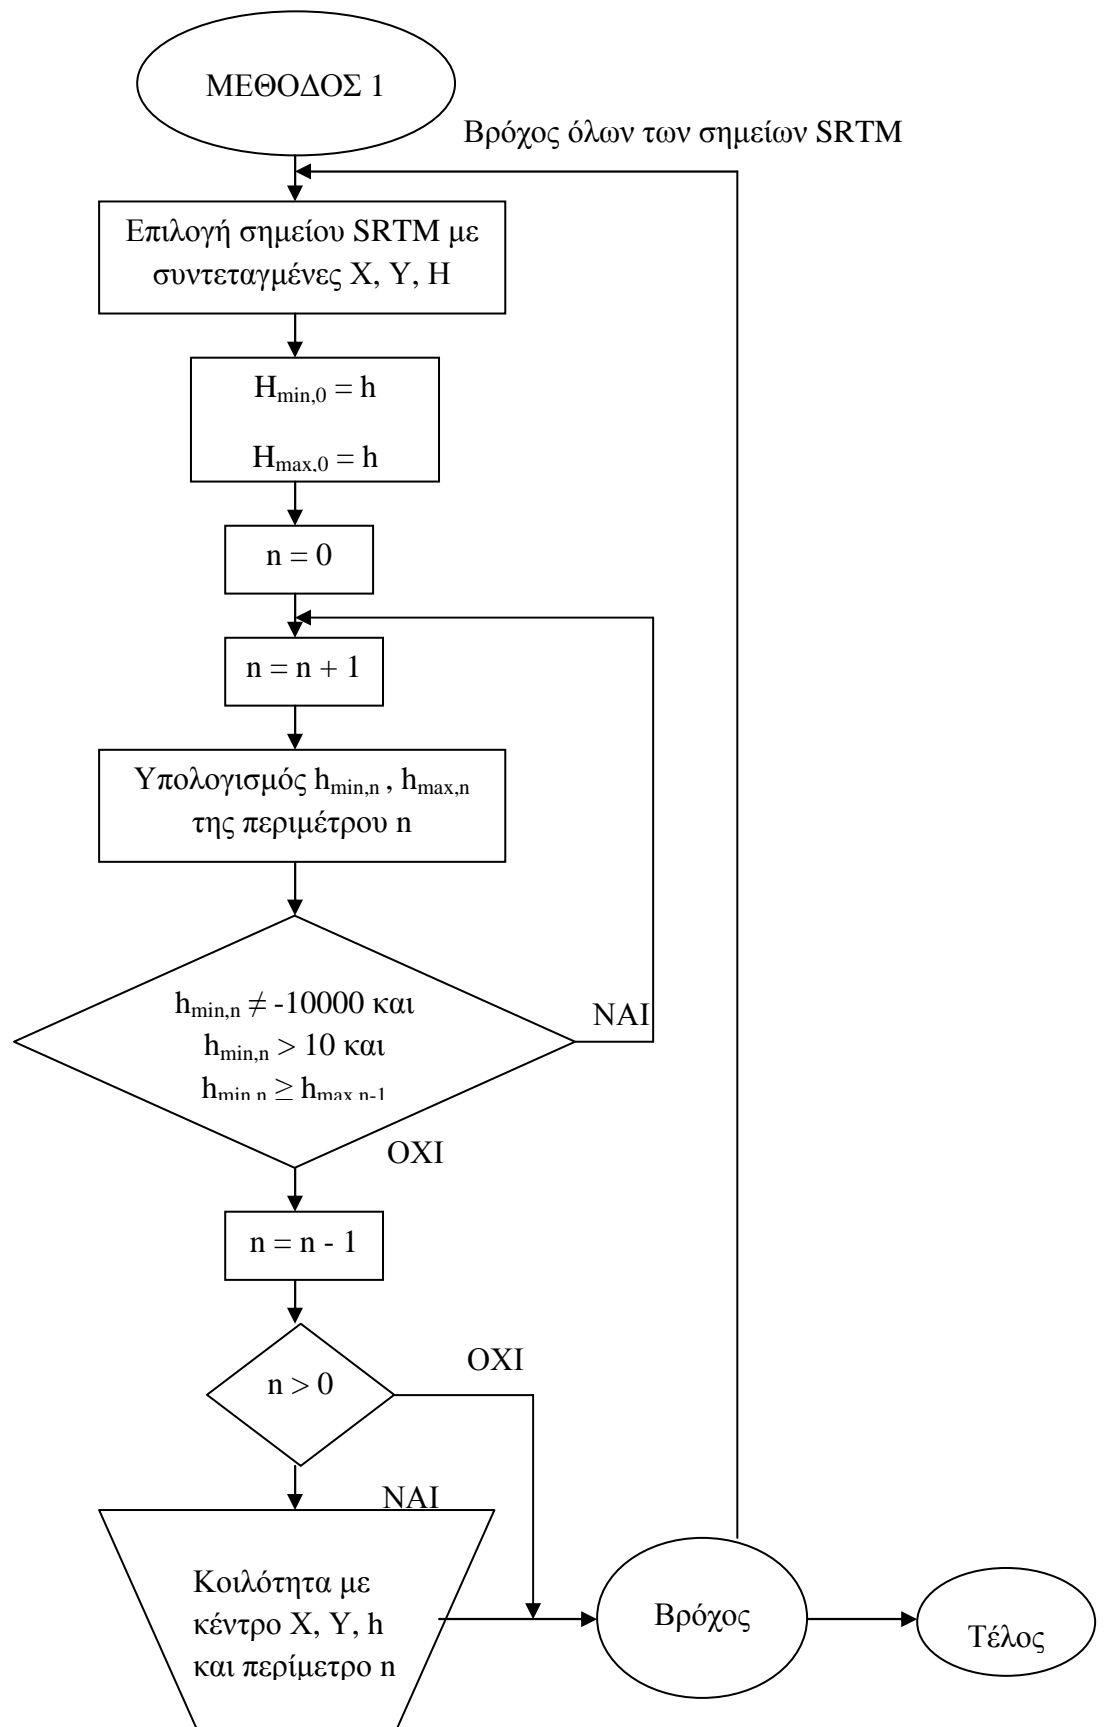 ΜΕΘΟΔΟΣ 1
Βρόχος όλων των σημείων SRTM
Επιλογή σημείου SRTM με
συντεταγμένες X, Y, H
Hmin,0 = h
Hmax,0 = h
n = 0
n = n + 1
Υπολογισμός hmin,n , hmax,n
της περιμέτρου n
hmin,n ≠ -10000 και
hmin,n > 10 και
hmin,n ≥ hmax,n-1
ΝΑΙ
ΟΧΙ
n = n - 1
n > 0
ΟΧΙ
ΝΑΙ
Κοιλότητα με
κέντρο X, Y, h
και περίμετρο n
Βρόχος
Τέλος